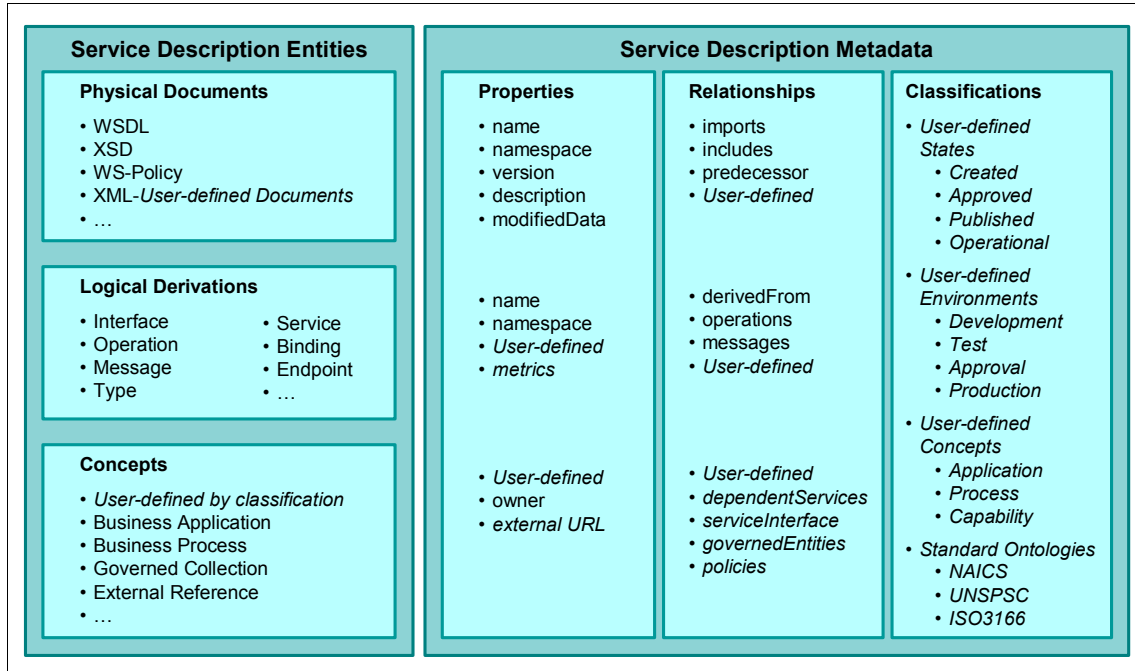 Service Description Entities
Physical Documents
• WSDL
• XSD
• WS-Policy
• XML-User-defined Documents
• …
Logical Derivations
• Interface
• Operation
• Message
• Type
• Service
• Binding
• Endpoint
• …
Concepts
• User-defined by classification
• Business Application
• Business Process
• Governed Collection
• External Reference
• …
Service Description Metadata
Properties
• name
• namespace
• version
• description
• modifiedData
• name
• namespace
• User-defined
• metrics
• User-defined
• owner
• external URL
Relationships
• imports
• includes
• predecessor
• User-defined
• derivedFrom
• operations
• messages
• User-defined
• User-defined
• dependentServices
• serviceInterface
• governedEntities
• policies
Classifications
• User-defined
States
• Created
• Approved
• Published
• Operational
• User-defined
Environments
• Development
• Test
• Approval
• Production
• User-defined
Concepts
• Application
• Process
• Capability
• Standard Ontologies
• NAICS
• UNSPSC
• ISO3166